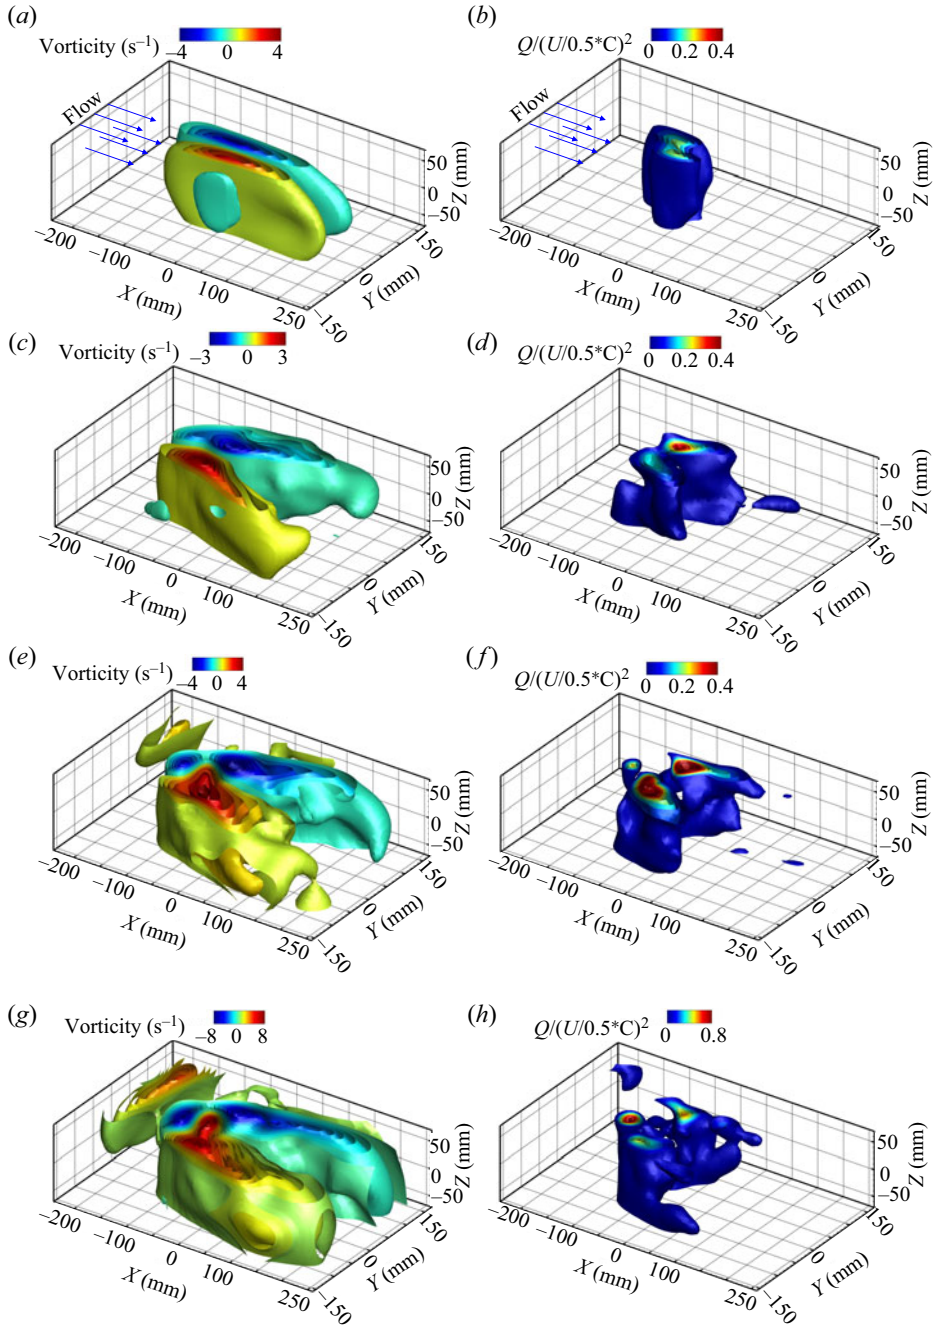 (a)
Vorticity (s⁻¹) –4 0 4
Flow
50
0
–50
Z (mm)
–200
–100
0
100
250
X (mm)
–150
0
150
Y (mm)
(b)
Q/(U/0.5*C)²
0 0.2 0.4
Flow
50
0
–50
Z (mm)
–200
–100
0
100
250
X (mm)
–150
0
150
Y (mm)
(c)
Vorticity (s⁻¹)
–3 0 3
50
0
–50
Z (mm)
–200
–100
0
100
250
X (mm)
–150
0
150
Y (mm)
(d)
Q/(U/0.5*C)²
0 0.2 0.4
50
0
–50
Z (mm)
–200
–100
0
100
250
X (mm)
–150
0
150
Y (mm)
(e)
Vorticity (s⁻¹)
–4 0 4
50
0
–50
Z (mm)
–200
–100
0
100
250
X (mm)
–150
0
150
Y (mm)
(f)
Q/(U/0.5*C)²
0 0.2 0.4
50
0
–50
Z (mm)
–200
–100
0
100
250
X (mm)
–150
0
150
Y (mm)
(g)
Vorticity (s⁻¹)
–8 0 8
50
0
–50
Z (mm)
–200
–100
0
100
250
X (mm)
–150
0
150
Y (mm)
(h)
Q/(U/0.5*C)²
0 0.8
50
0
–50
Z (mm)
–200
–100
0
100
250
X (mm)
–150
0
150
Y (mm)